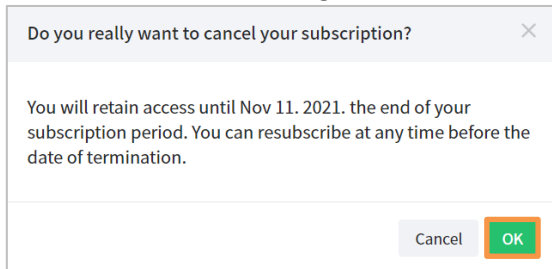 Do you really want to cancel your subscription?
You will retain access until Nov 11. 2021. the end of your
subscription period. You can resubscribe at any time before the
date of termination.
Cancel OK